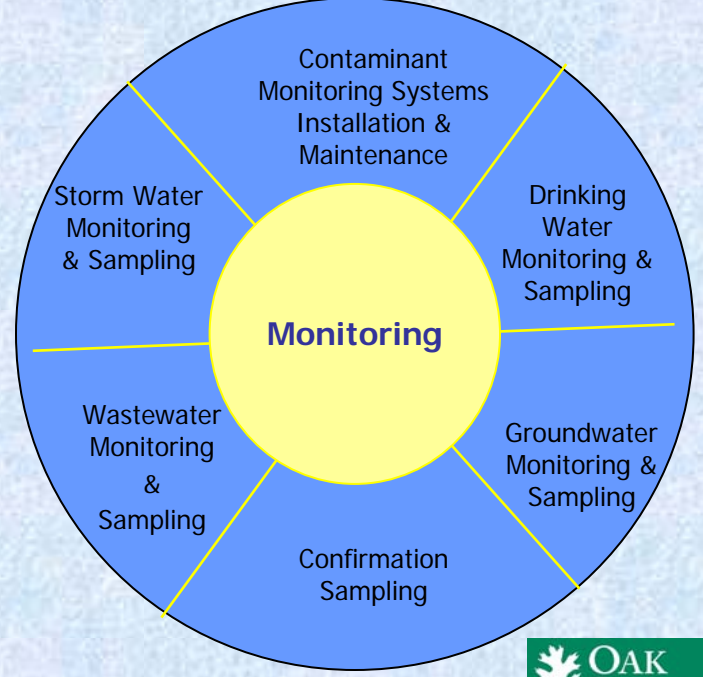 Contaminant
Monitoring Systems
Installation &
Maintenance
Drinking
Water
Monitoring &
Sampling
Groundwater
Monitoring &
Sampling
Confirmation
Sampling
Wastewater
Monitoring
&
Sampling
Storm Water
Monitoring
& Sampling
Monitoring
OAK